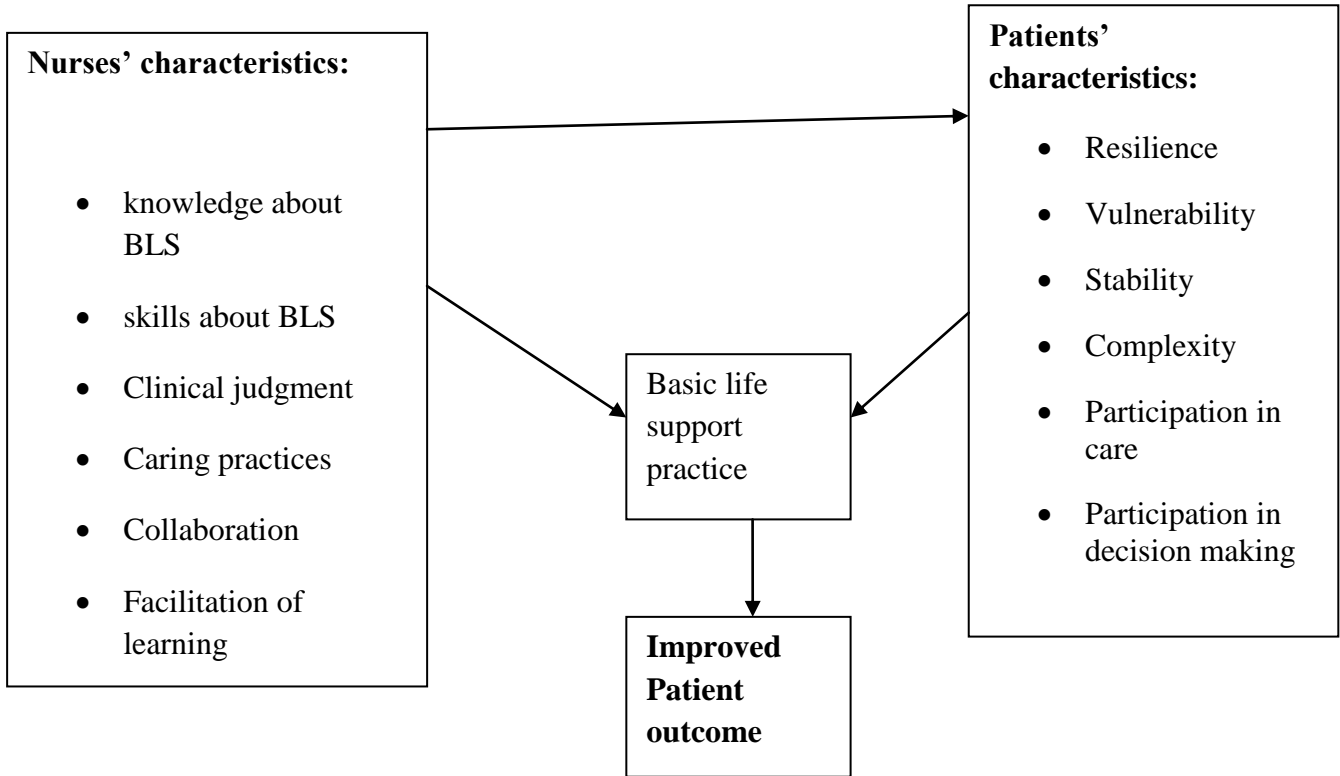 Nurses’ characteristics:
• knowledge about
BLS
• skills about BLS
• Clinical judgment
• Caring practices
• Collaboration
• Facilitation of
learning
Basic life
support
practice
Improved
Patient
outcome
Patients’
characteristics:
• Resilience
• Vulnerability
• Stability
• Complexity
• Participation in
care
• Participation in
decision making